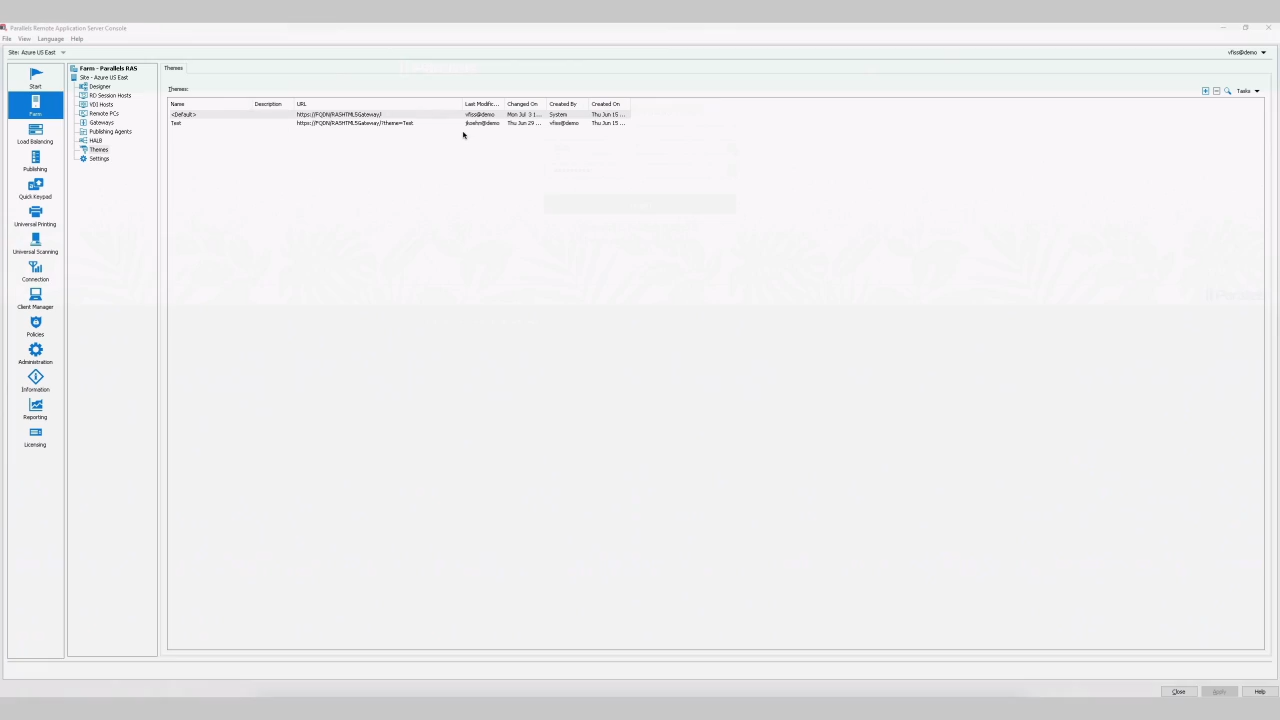 Parallels Remote Application Server Console
File View Language Help
Site: Azure US East
vfiss@demo
Start
Farm
Load Balancing
Publishing
Quick Keypad
Universal Printing
Universal Scanning
Connection
Client Manager
Policies
Administration
Information
Reporting
Licensing
Farm - Parallels RAS
Site - Azure US East
Designer
RD Session Hosts
VDI Hosts
Remote PCs
Gateways
Publishing Agents
HALB
Themes
Settings
Themes
Themes:
Tasks
Name Description URL Last Modific... Changed On Created By Created On
<Default> https://FQDN/RASHTML5Gateway/ vfiss@demo Mon Jul 3 1... System Thu Jun 15 ...
Test https://FQDN/RASHTML5Gateway/?theme=Test jkoehn@demo Thu Jun 29 ... vfiss@demo Thu Jun 15 ...
Close Apply Help